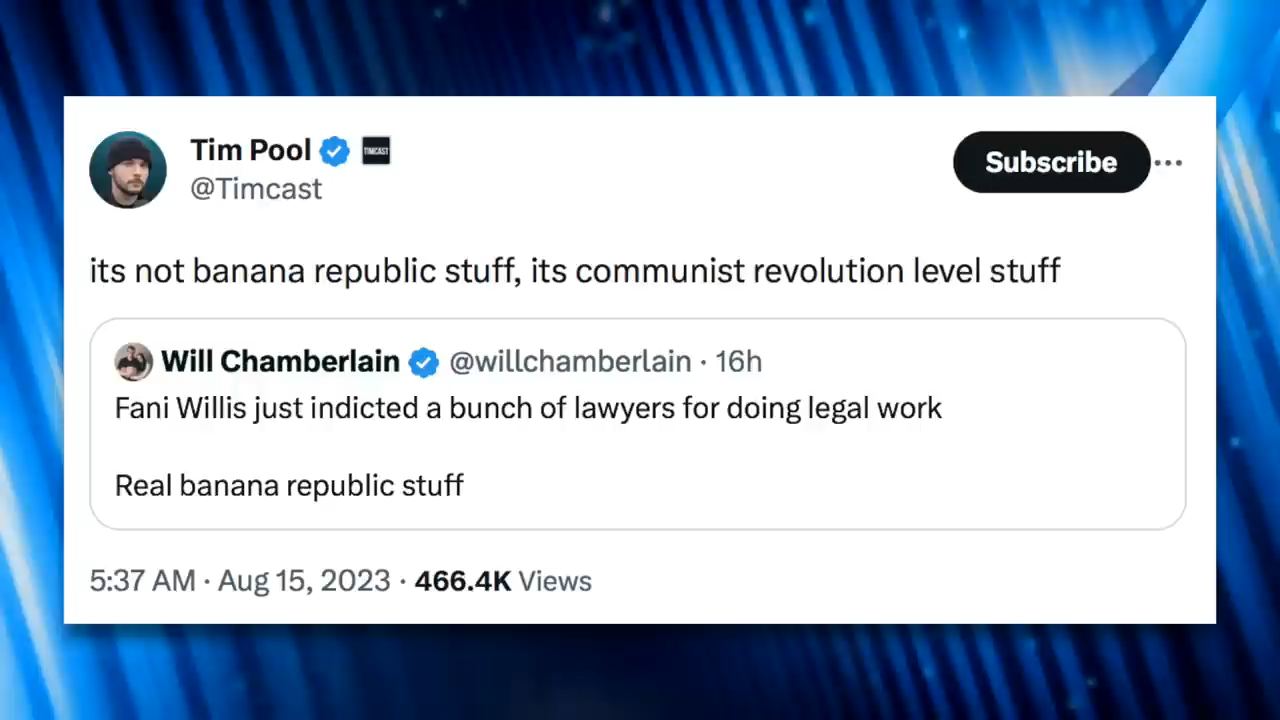 Tim Pool TIMCAST
@Timcast
Subscribe
its not banana republic stuff, its communist revolution level stuff
Will Chamberlain @willchamberlain · 16h
Fani Willis just indicted a bunch of lawyers for doing legal work
Real banana republic stuff
5:37 AM · Aug 15, 2023 · 466.4K Views